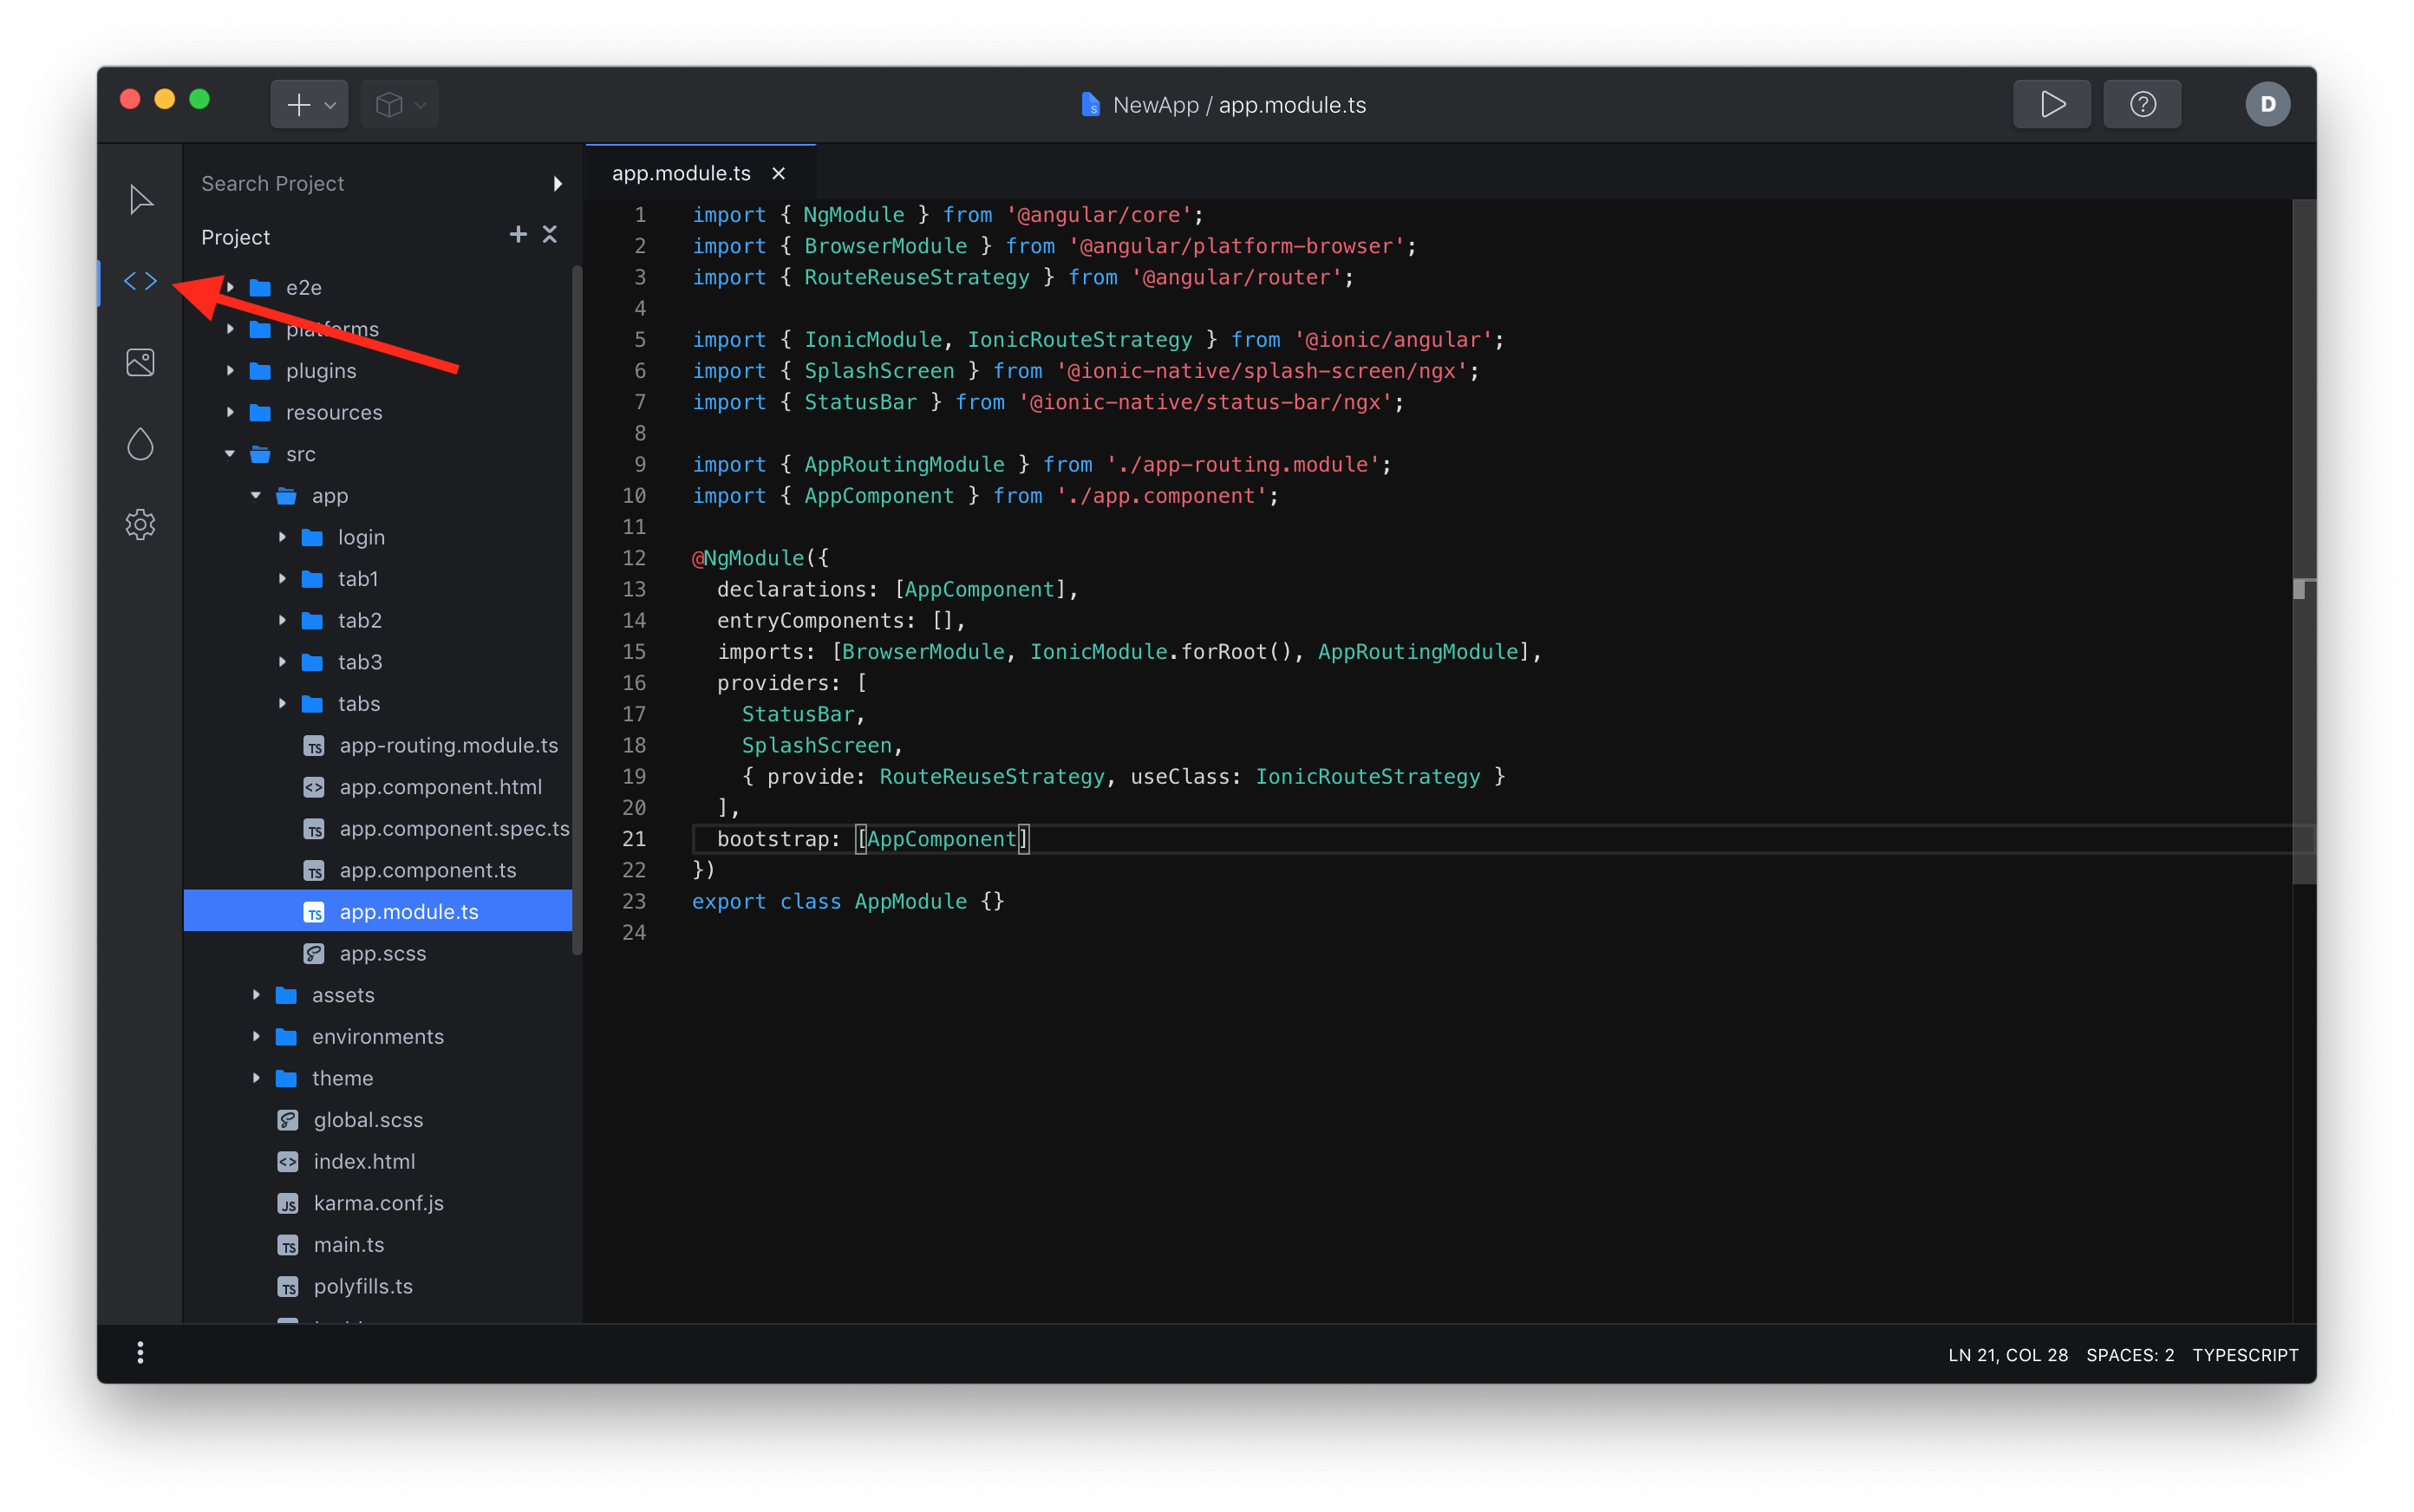 NewApp / app.module.ts
D
Search Project
Project
e2e
platforms
plugins
resources
src
app
login
tab1
tab2
tab3
tabs
TS app-routing.module.ts
<> app.component.html
TS app.component.spec.ts
TS app.component.ts
TS app.module.ts
app.scss
assets
environments
theme
global.scss
<> index.html
JS karma.conf.js
TS main.ts
TS polyfills.ts
app.module.ts
1 import { NgModule } from '@angular/core';
2 import { BrowserModule } from '@angular/platform-browser';
3 import { RouteReuseStrategy } from '@angular/router';
4
5 import { IonicModule, IonicRouteStrategy } from '@ionic/angular';
6 import { SplashScreen } from '@ionic-native/splash-screen/ngx';
7 import { StatusBar } from '@ionic-native/status-bar/ngx';
8
9 import { AppRoutingModule } from './app-routing.module';
10 import { AppComponent } from './app.component';
11
12 @NgModule({
13   declarations: [AppComponent],
14   entryComponents: [],
15   imports: [BrowserModule, IonicModule.forRoot(), AppRoutingModule],
16   providers: [
17     StatusBar,
18     SplashScreen,
19     { provide: RouteReuseStrategy, useClass: IonicRouteStrategy }
20   ],
21   bootstrap: [AppComponent]
22 })
23 export class AppModule {}
24
LN 21, COL 28 SPACES: 2 TYPESCRIPT